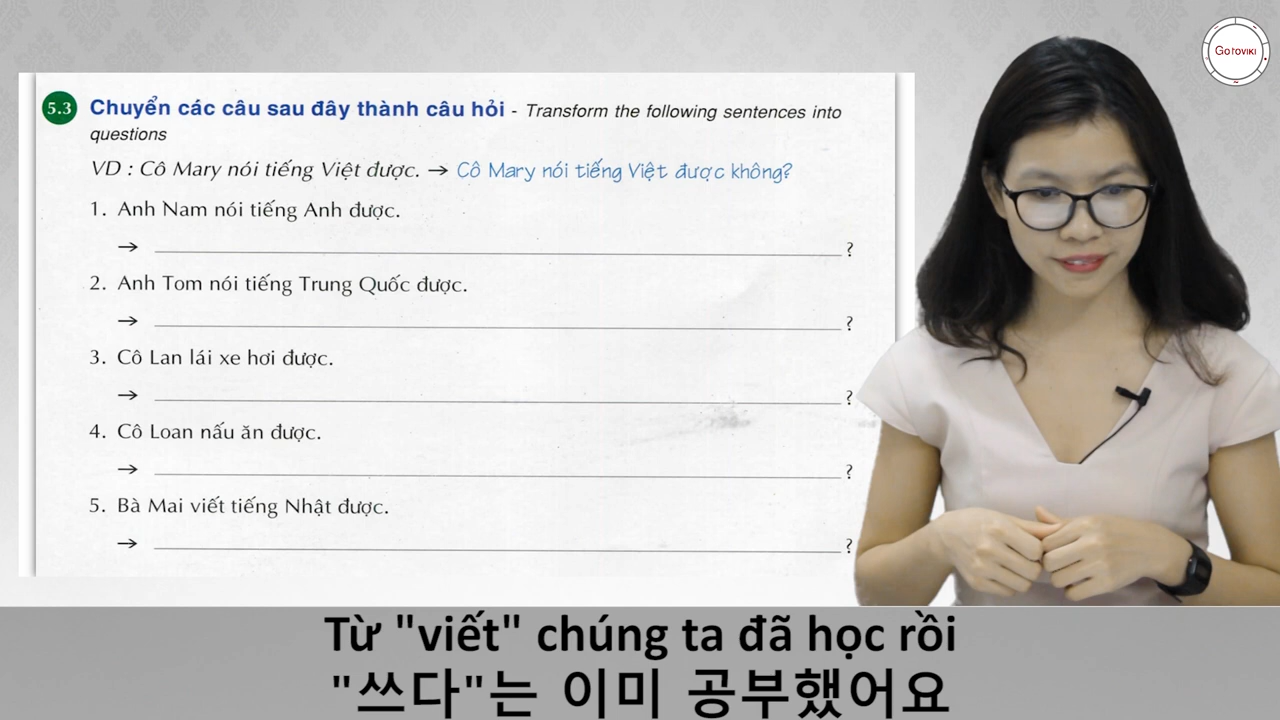 GOTOVIKI
5.3 Chuyển các câu sau đây thành câu hỏi - Transform the following sentences into
questions
VD : Cô Mary nói tiếng Việt được. → Cô Mary nói tiếng Việt được không?
1. Anh Nam nói tiếng Anh được.
→ ?
2. Anh Tom nói tiếng Trung Quốc được.
→ ?
3. Cô Lan lái xe hơi được.
→ ?
4. Cô Loan nấu ăn được.
→ ?
5. Bà Mai viết tiếng Nhật được.
→ ?
Từ "viết" chúng ta đã học rồi
"쓰다"는 이미 공부했어요